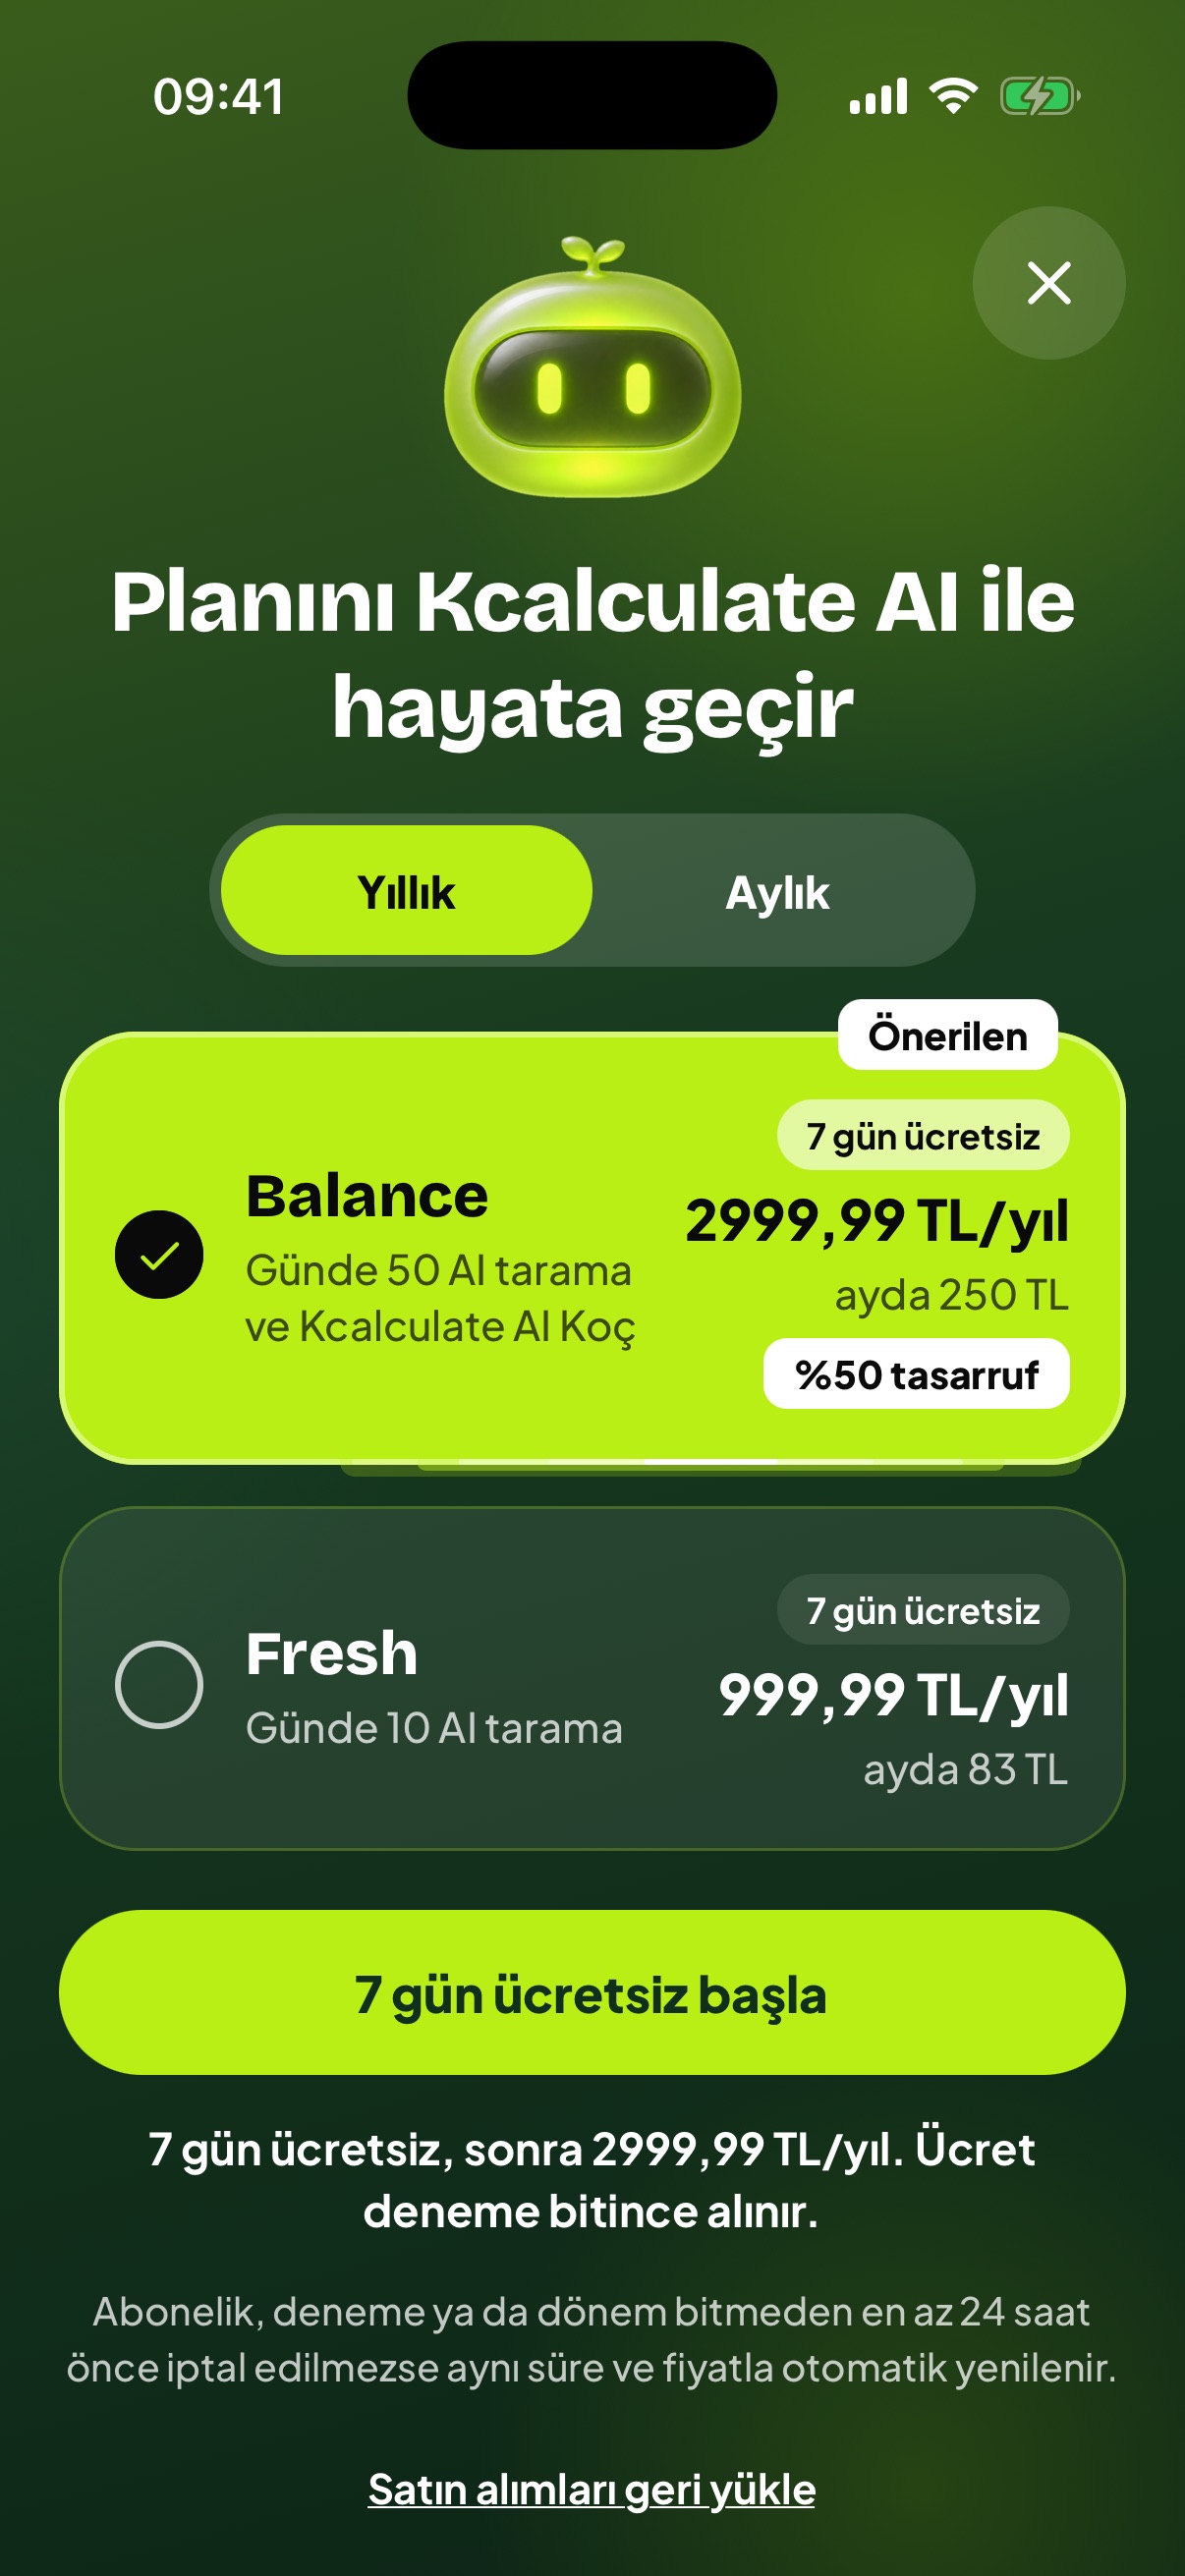 09:41
Planını Kcalculate AI ile
hayata geçir
Yıllık
Aylık
Önerilen
7 gün ücretsiz
Balance
2999,99 TL/yıl
Günde 50 AI tarama
ve Kcalculate AI Koç
ayda 250 TL
%50 tasarruf
7 gün ücretsiz
Fresh
999,99 TL/yıl
Günde 10 AI tarama
ayda 83 TL
7 gün ücretsiz başla
7 gün ücretsiz, sonra 2999,99 TL/yıl. Ücret
deneme bitince alınır.
Abonelik, deneme ya da dönem bitmeden en az 24 saat
önce iptal edilmezse aynı süre ve fiyatla otomatik yenilenir.
Satın alımları geri yükle